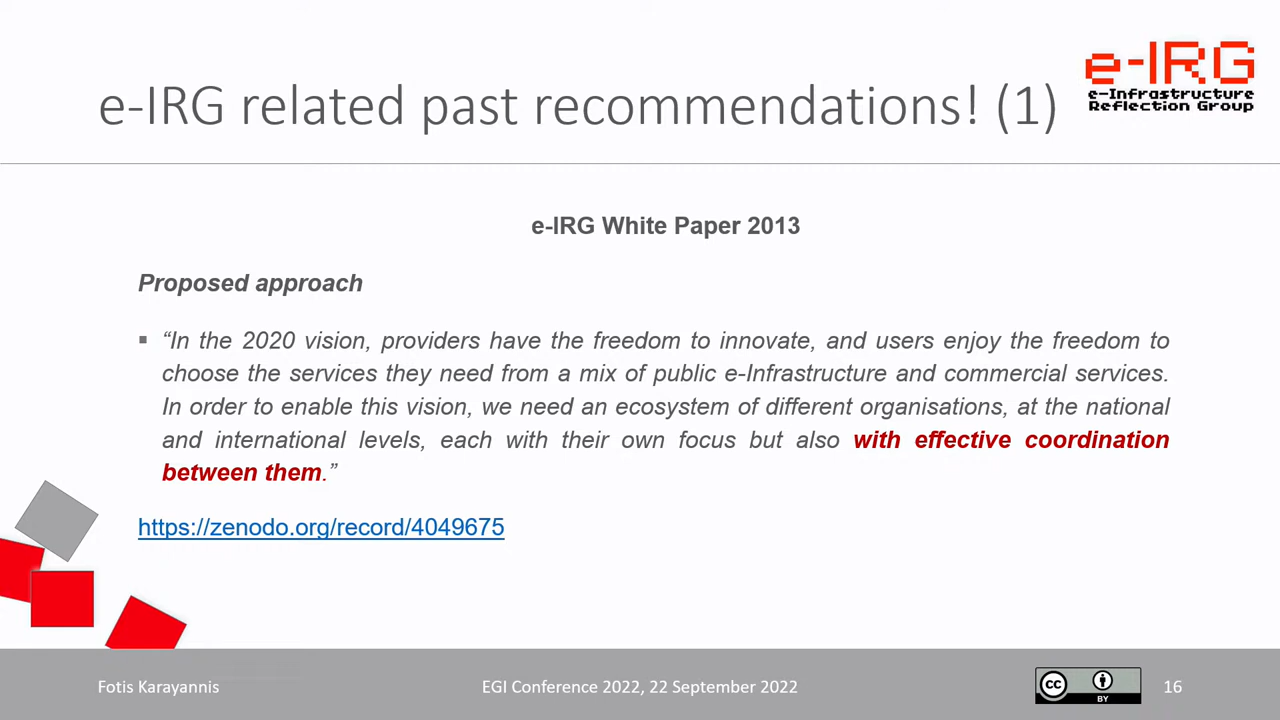 e-IRG related past recommendations! (1)
e-IRG
e-Infrastructure
Reflection Group
e-IRG White Paper 2013
Proposed approach
▪ “In the 2020 vision, providers have the freedom to innovate, and users enjoy the freedom to
choose the services they need from a mix of public e-Infrastructure and commercial services.
In order to enable this vision, we need an ecosystem of different organisations, at the national
and international levels, each with their own focus but also with effective coordination
between them.”
https://zenodo.org/record/4049675
Fotis Karayannis
EGI Conference 2022, 22 September 2022
CC
BY
16